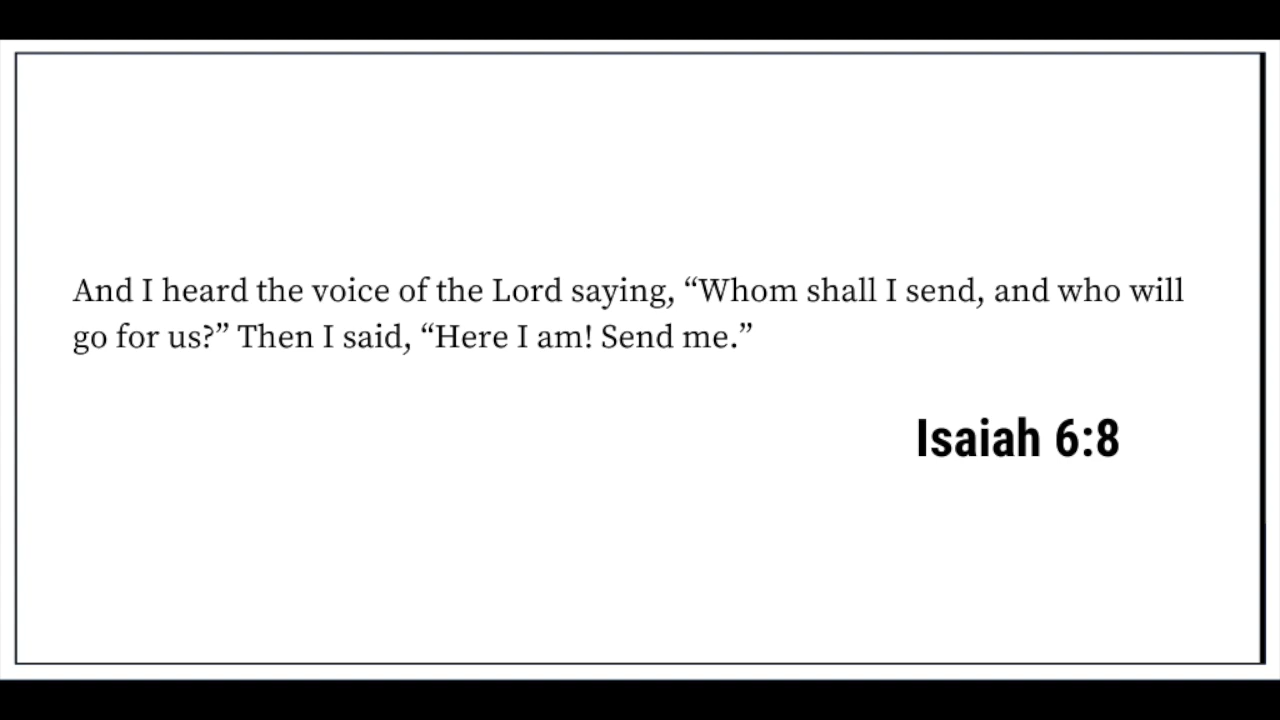 And I heard the voice of the Lord saying, “Whom shall I send, and who will
go for us?” Then I said, “Here I am! Send me.”
Isaiah 6:8